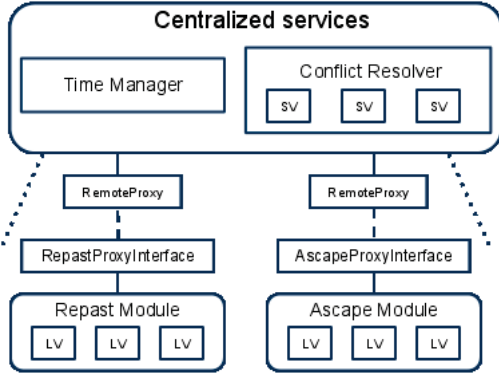 Centralized services
Time Manager
Conflict Resolver
SV SV SV
RemoteProxy RemoteProxy
RepastProxyInterface AscapeProxyInterface
Repast Module Ascape Module
LV LV LV LV LV LV